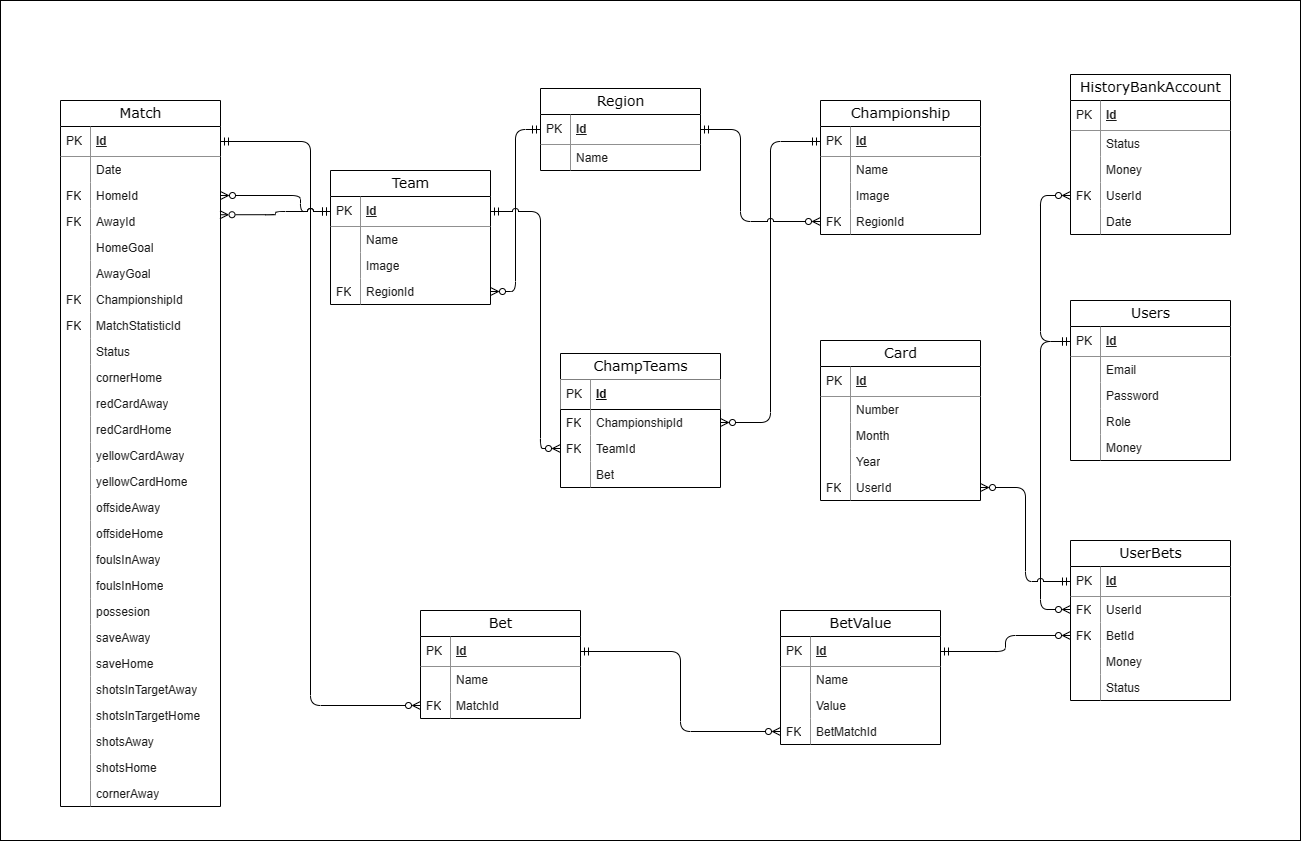 Match
PK Id
Date
FK HomeId
FK AwayId
HomeGoal
AwayGoal
FK ChampionshipId
FK MatchStatisticId
Status
cornerHome
redCardAway
redCardHome
yellowCardAway
yellowCardHome
offsideAway
offsideHome
foulsInAway
foulsInHome
possesion
saveAway
saveHome
shotsInTargetAway
shotsInTargetHome
shotsAway
shotsHome
cornerAway
Team
PK Id
Name
Image
FK RegionId
Region
PK Id
Name
Championship
PK Id
Name
Image
FK RegionId
HistoryBankAccount
PK Id
Status
Money
FK UserId
Date
ChampTeams
PK Id
FK ChampionshipId
FK TeamId
Bet
Card
PK Id
Number
Month
Year
FK UserId
Users
PK Id
Email
Password
Role
Money
Bet
PK Id
Name
FK MatchId
BetValue
PK Id
Name
Value
FK BetMatchId
UserBets
PK Id
FK UserId
FK BetId
Money
Status